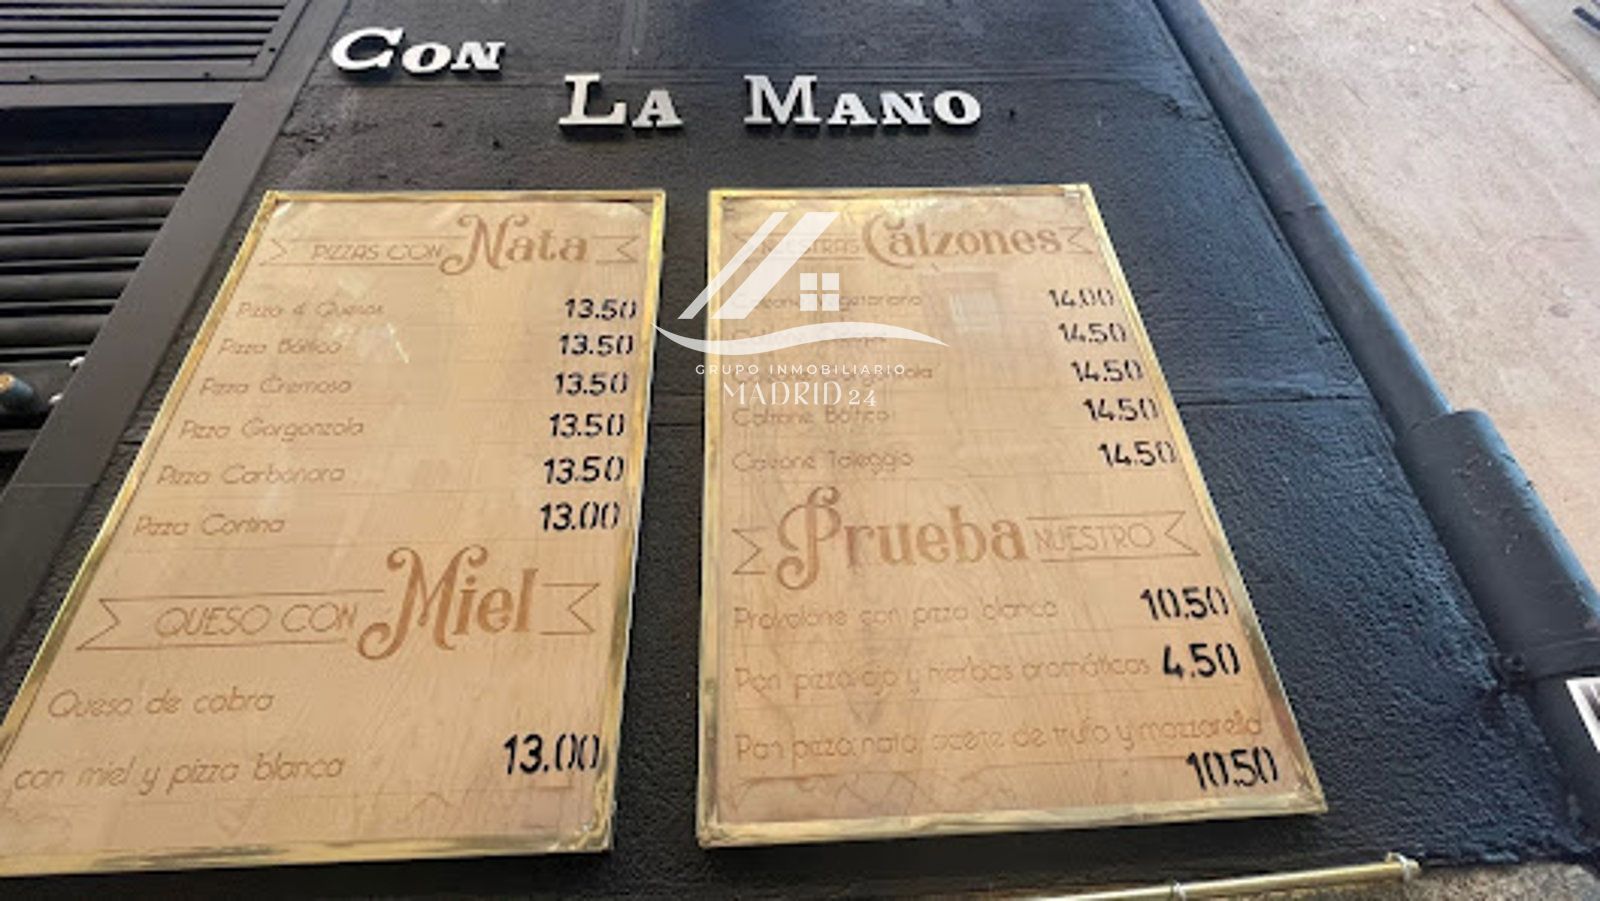 CON
LA MANO
PIZZAS CON Nata
Pizza 4 Quesos 13.50
Pizza Báltica 13.50
Pizza Cremosa 13.50
Pizza Gorgonzola 13.50
Pizza Carbonara 13.50
Pizza Cortina 13.00
QUESO CON Miel
Queso de cabra
con miel y pizza blanca 13.00
NUESTRAS Calzones
Calzone Vegetariano 14.00
14.50
14.50
Calzone Báltico 14.50
Calzone Taleggio 14.50
Prueba NUESTRO
Provolone con pizza blanca 10.50
Pan pizza ajo y hierbas aromáticas 4.50
Pan pizza, nata, aceite de trufa y mozzarella
10.50
GRUPO INMOBILIARIO
MADRID 24